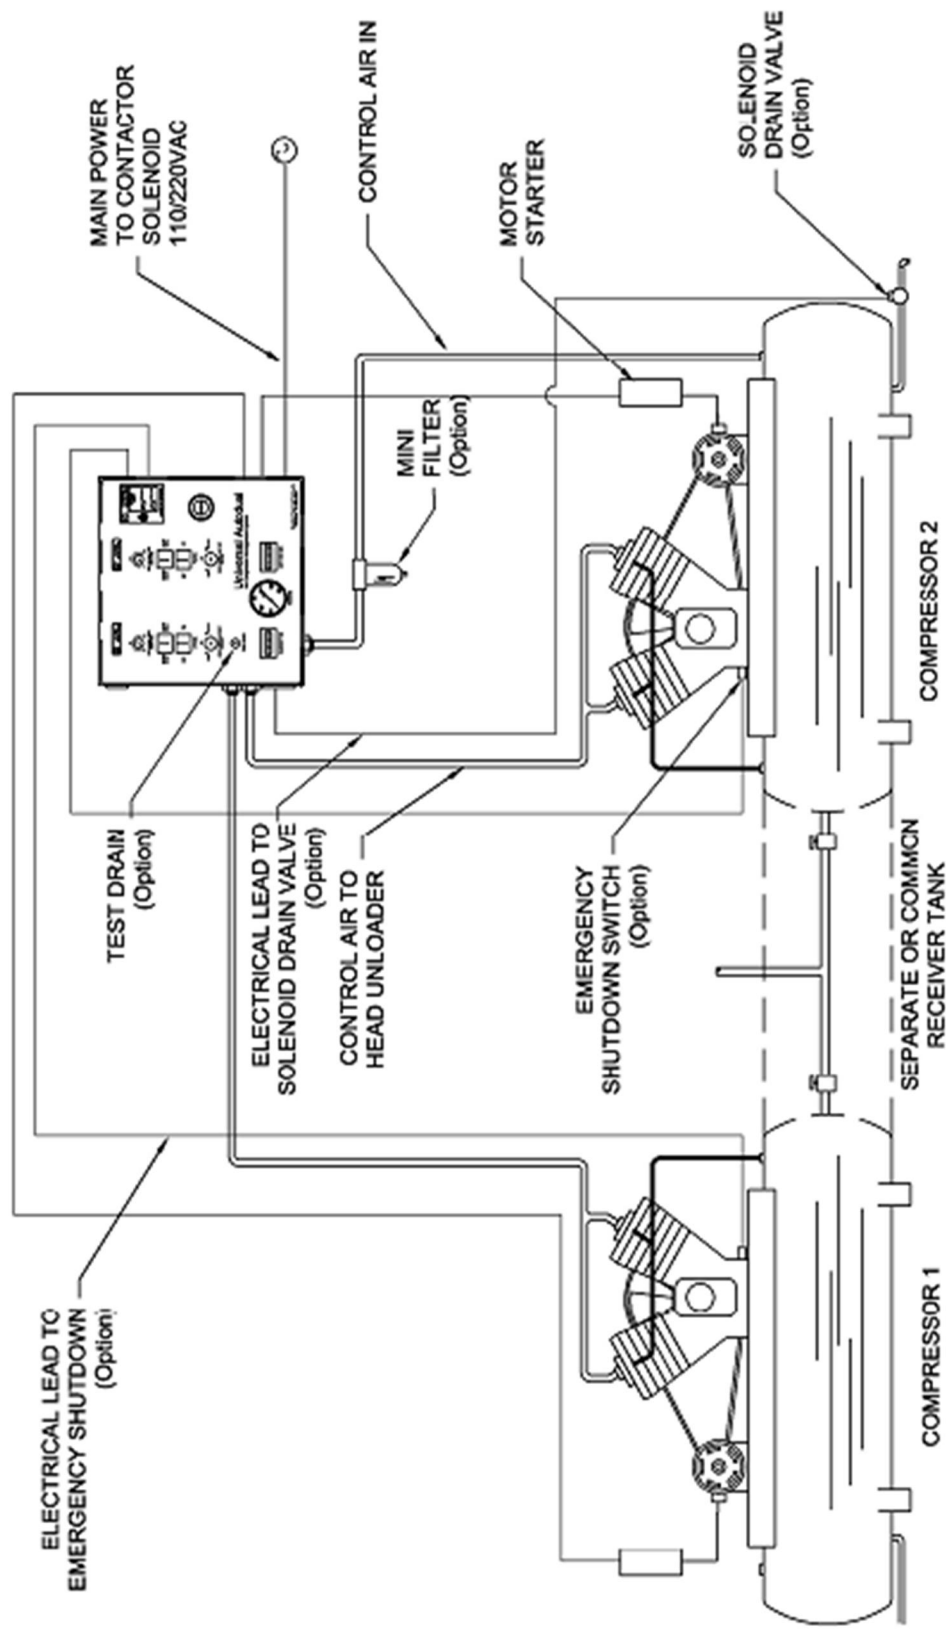 MAIN POWER
TO CONTACTOR
SOLENOID
110/220VAC
CONTROL AIR IN
MOTOR
STARTER
SOLENOID
DRAIN VALVE
(Option)
MINI
FILTER
(Option)
Universal Autodual
TEST DRAIN
(Option)
ELECTRICAL LEAD TO
SOLENOID DRAIN VALVE
(Option)
CONTROL AIR TO
HEAD UNLOADER
EMERGENCY
SHUTDOWN SWITCH
(Option)
ELECTRICAL LEAD TO
EMERGENCY SHUTDOWN
(Option)
COMPRESSOR 1
SEPARATE OR COMMON
RECEIVER TANK
COMPRESSOR 2